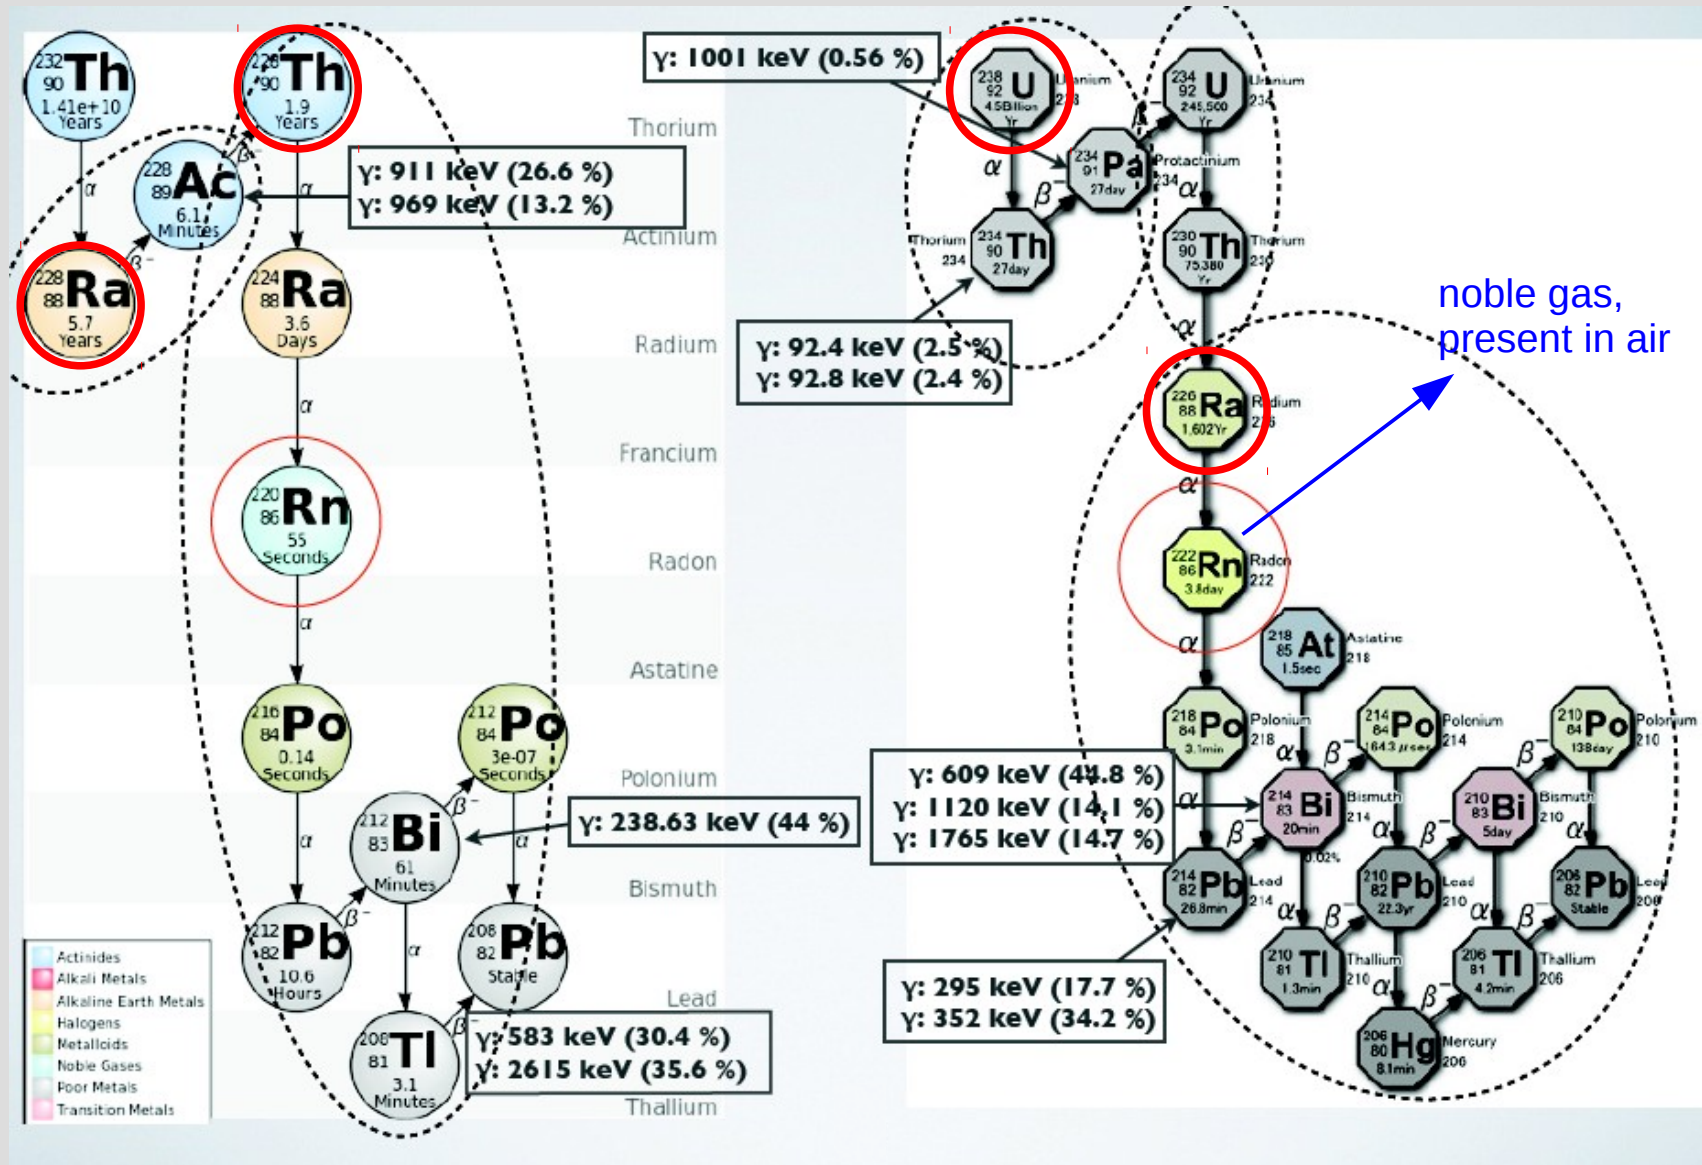 232
90 Th
1.41e+10
Years
228
90 Th
1.9
Years
Thorium
α
α
β⁻
228
89 Ac
6.1
Minutes
γ: 911 keV (26.6 %)
γ: 969 keV (13.2 %)
Actinium
β⁻
228
88 Ra
5.7
Years
224
88 Ra
3.6
Days
Radium
α
Francium
220
86 Rn
55
Seconds
Radon
α
Astatine
216
84 Po
0.14
Seconds
212
84 Po
3e-07
Seconds
Polonium
β⁻
γ: 238.63 keV (44 %)
α
212
83 Bi
61
Minutes
α
Bismuth
β⁻
212
82 Pb
10.6
Hours
α
208
82 Pb
Stable
Lead
β⁻
208
81 Tl
3.1
Minutes
γ: 583 keV (30.4 %)
γ: 2615 keV (35.6 %)
Thallium
Actinides
Alkali Metals
Alkaline Earth Metals
Halogens
Metalloids
Noble Gases
Poor Metals
Transition Metals
γ: 1001 keV (0.56 %)
238
92 U
4.5Billion
Yr
Uranium
238
234
92 U
245,500
Yr
Uranium
234
β⁻
α
234
91 Pa
27day
Protactinium
234
α
β⁻
Thorium
234
234
90 Th
27day
230
90 Th
75,380
Yr
Thorium
230
noble gas,
present in air
α
γ: 92.4 keV (2.5 %)
γ: 92.8 keV (2.4 %)
226
88 Ra
1,602Yr
Radium
226
α
222
86 Rn
3.8day
Radon
222
α
218
85 At
1.5sec
Astatine
218
218
84 Po
3.1min
Polonium
218
214
84 Po
164.3 μsec
Polonium
214
210
84 Po
138day
Polonium
210
α
β⁻
β⁻
γ: 609 keV (44.8 %)
γ: 1120 keV (14.1 %)
γ: 1765 keV (14.7 %)
α
214
83 Bi
20min
Bismuth
214
α
210
83 Bi
5day
Bismuth
210
α
β⁻
β⁻
0.02%
214
82 Pb
26.8min
Lead
214
210
82 Pb
22.3yr
Lead
210
206
82 Pb
Stable
Lead
206
α
β⁻
α
β⁻
210
81 Tl
1.3min
Thallium
210
206
81 Tl
4.2min
Thallium
206
γ: 295 keV (17.7 %)
γ: 352 keV (34.2 %)
α
β⁻
206
80 Hg
8.1min
Mercury
206